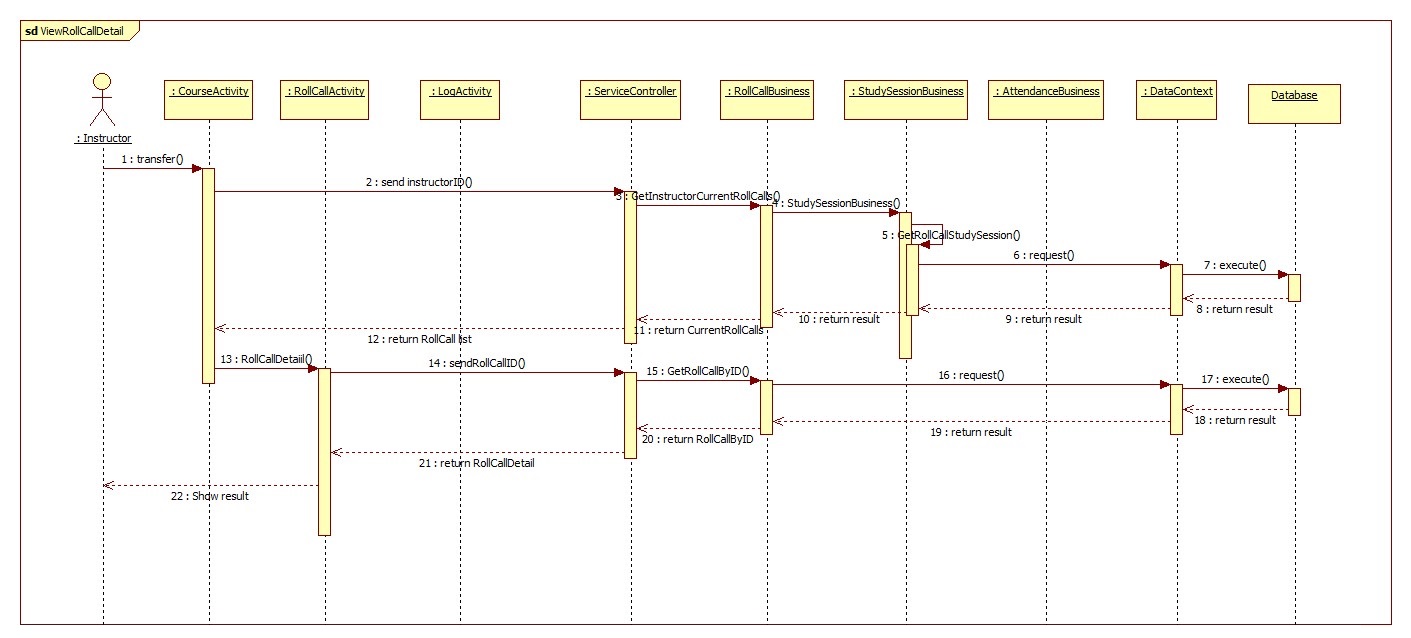 sd ViewRollCallDetail
: CourseActivity
: RollCallActivity
: LogActivity
: ServiceController
: RollCallBusiness
: StudySessionBusiness
: AttendanceBusiness
: DataContext
Database
: Instructor
1 : transfer()
2 : send instructorID()
3 : GetInstructorCurrentRollCalls()
4 : StudySessionBusiness()
5 : GetRollCallStudySession()
6 : request()
7 : execute()
8 : return result
9 : return result
10 : return result
11 : return CurrentRollCalls
12 : return RollCall list
13 : RollCallDetaiil()
14 : sendRollCallID()
15 : GetRollCallByID()
16 : request()
17 : execute()
18 : return result
19 : return result
20 : return RollCallByID
21 : return RollCallDetail
22 : Show result